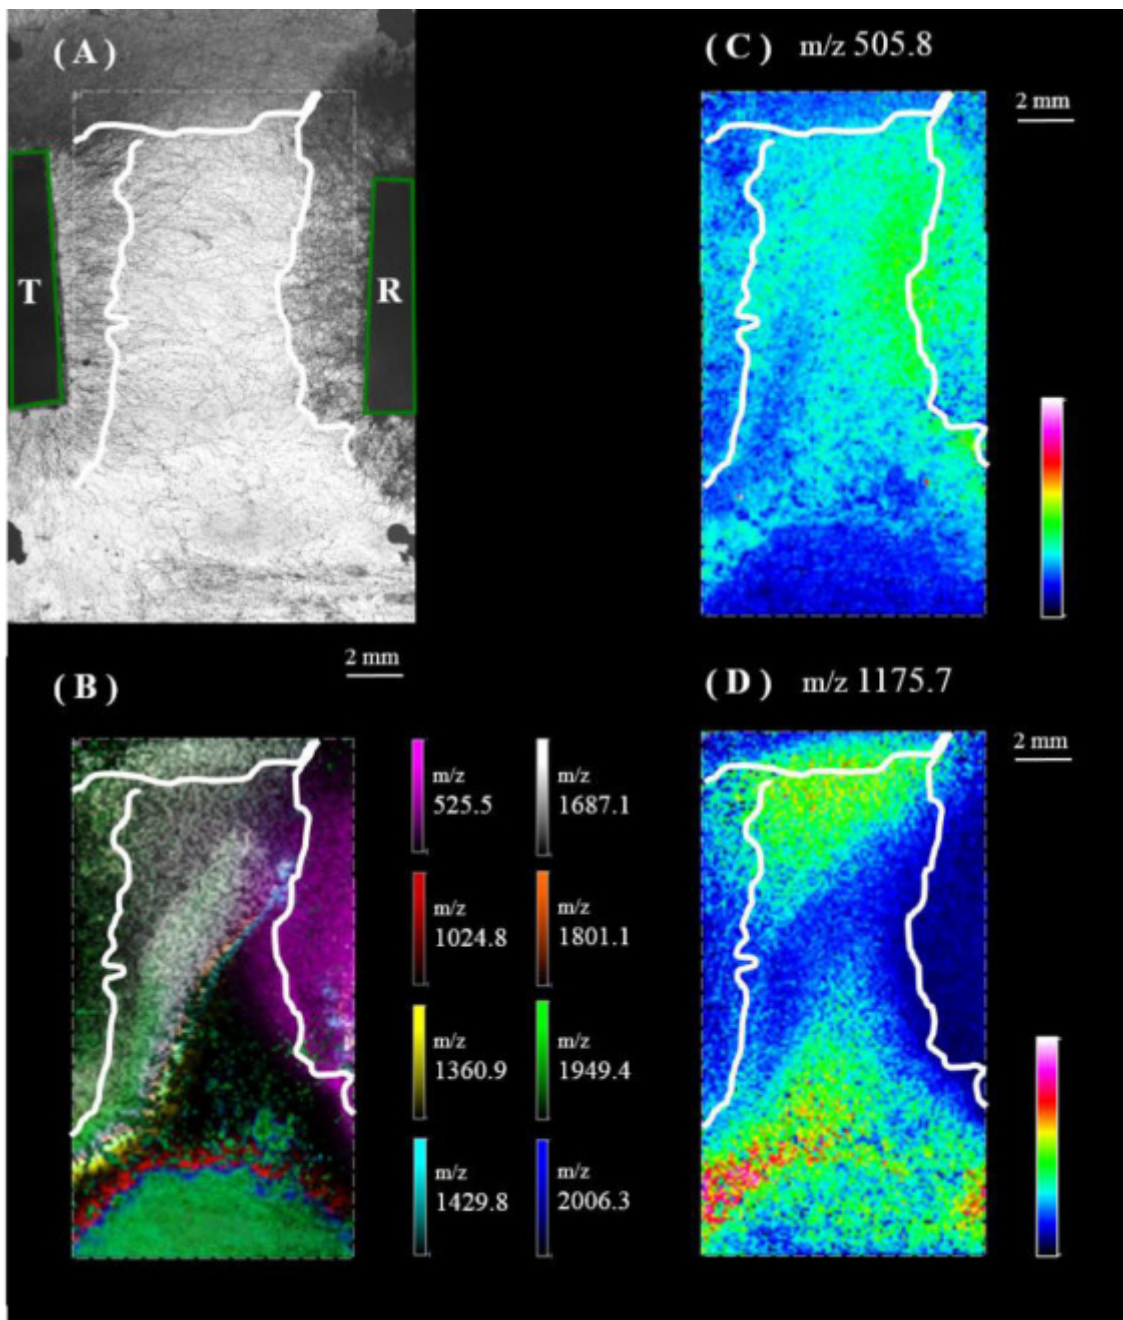 ( A )
T
R
2 mm
( C ) m/z 505.8
2 mm
( B )
m/z
525.5
m/z
1687.1
m/z
1024.8
m/z
1801.1
m/z
1360.9
m/z
1949.4
m/z
1429.8
m/z
2006.3
( D ) m/z 1175.7
2 mm